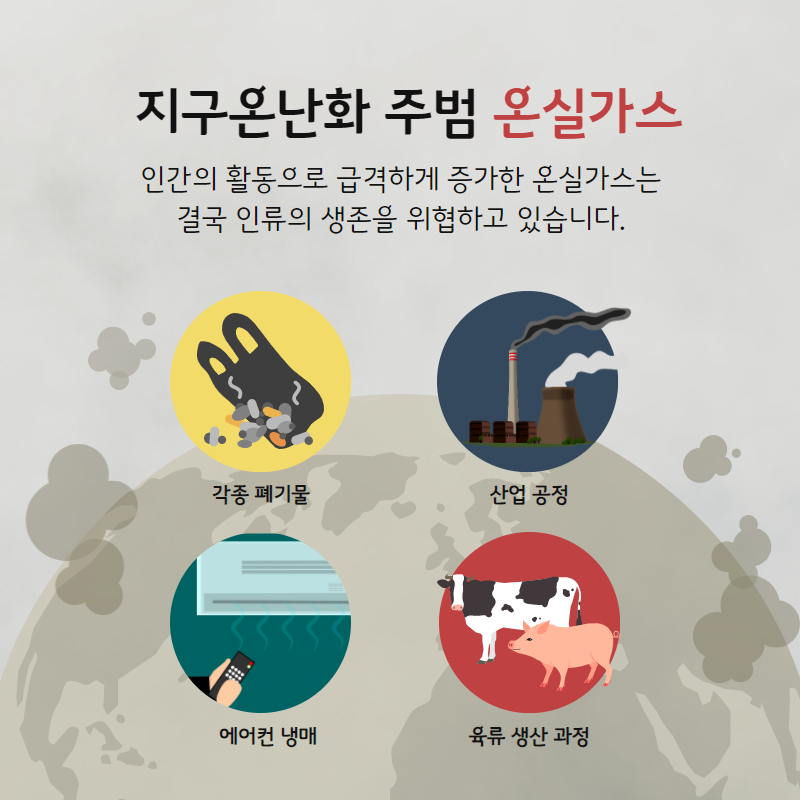 지구온난화 주범 온실가스
인간의 활동으로 급격하게 증가한 온실가스는
결국 인류의 생존을 위협하고 있습니다.
각종 폐기물
산업 공정
에어컨 냉매
육류 생산 과정